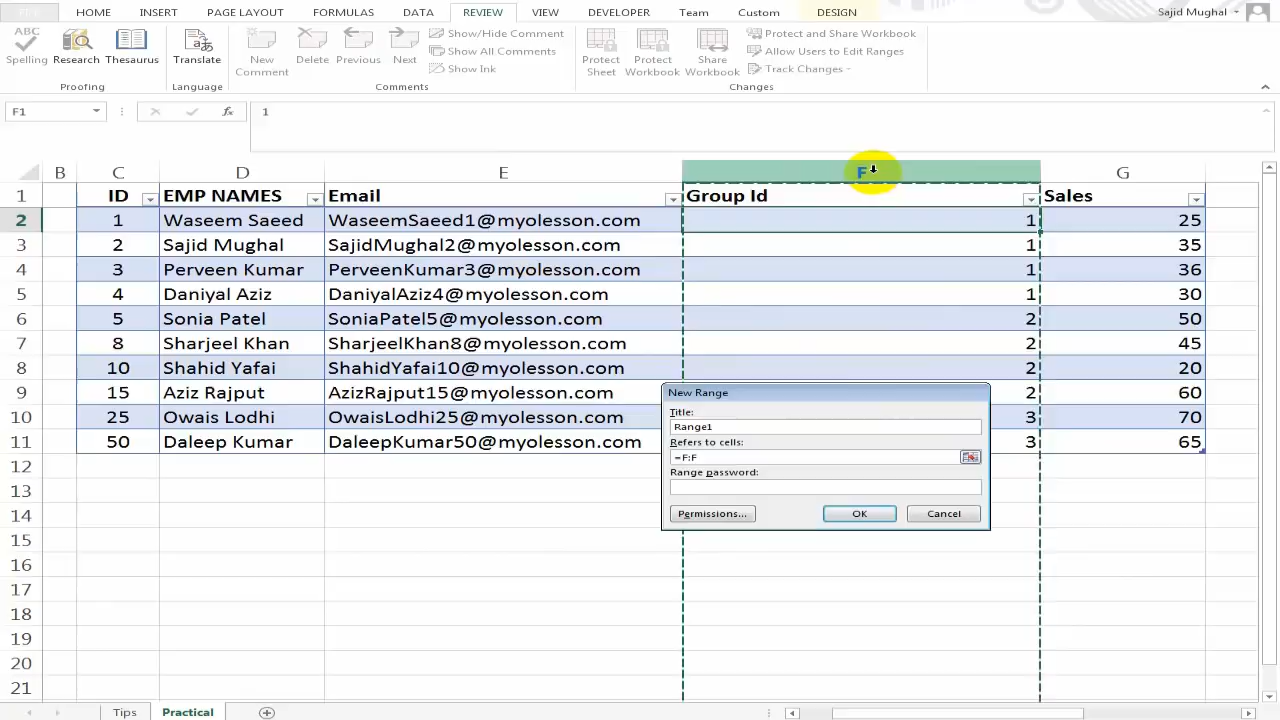 FILE HOME INSERT PAGE LAYOUT FORMULAS DATA REVIEW VIEW DEVELOPER Team Custom DESIGN Sajid Mughal
ABC
Spelling Research Thesaurus Translate New Comment Delete Previous Next Show/Hide Comment Protect Sheet Protect Workbook Share Workbook Protect and Share Workbook
Show All Comments Allow Users to Edit Ranges
Show Ink Track Changes
Proofing Language Comments Changes
F1 fx 1
B C D E F G
1 ID EMP NAMES Email Group Id Sales
2 1 Waseem Saeed WaseemSaeed1@myolesson.com 1 25
3 2 Sajid Mughal SajidMughal2@myolesson.com 1 35
4 3 Perveen Kumar PerveenKumar3@myolesson.com 1 36
5 4 Daniyal Aziz DaniyalAziz4@myolesson.com 1 30
6 5 Sonia Patel SoniaPatel5@myolesson.com 2 50
7 8 Sharjeel Khan SharjeelKhan8@myolesson.com 2 45
8 10 Shahid Yafai ShahidYafai10@myolesson.com 2 20
9 15 Aziz Rajput AzizRajput15@myolesson.com 2 60
10 25 Owais Lodhi OwaisLodhi25@myolesson.com 3 70
11 50 Daleep Kumar DaleepKumar50@myolesson.com 3 65
12
13
14
15
16
17
18
19
20
21
New Range
Title:
Range1
Refers to cells:
=F:F
Range password:
Permissions... OK Cancel
Tips Practical